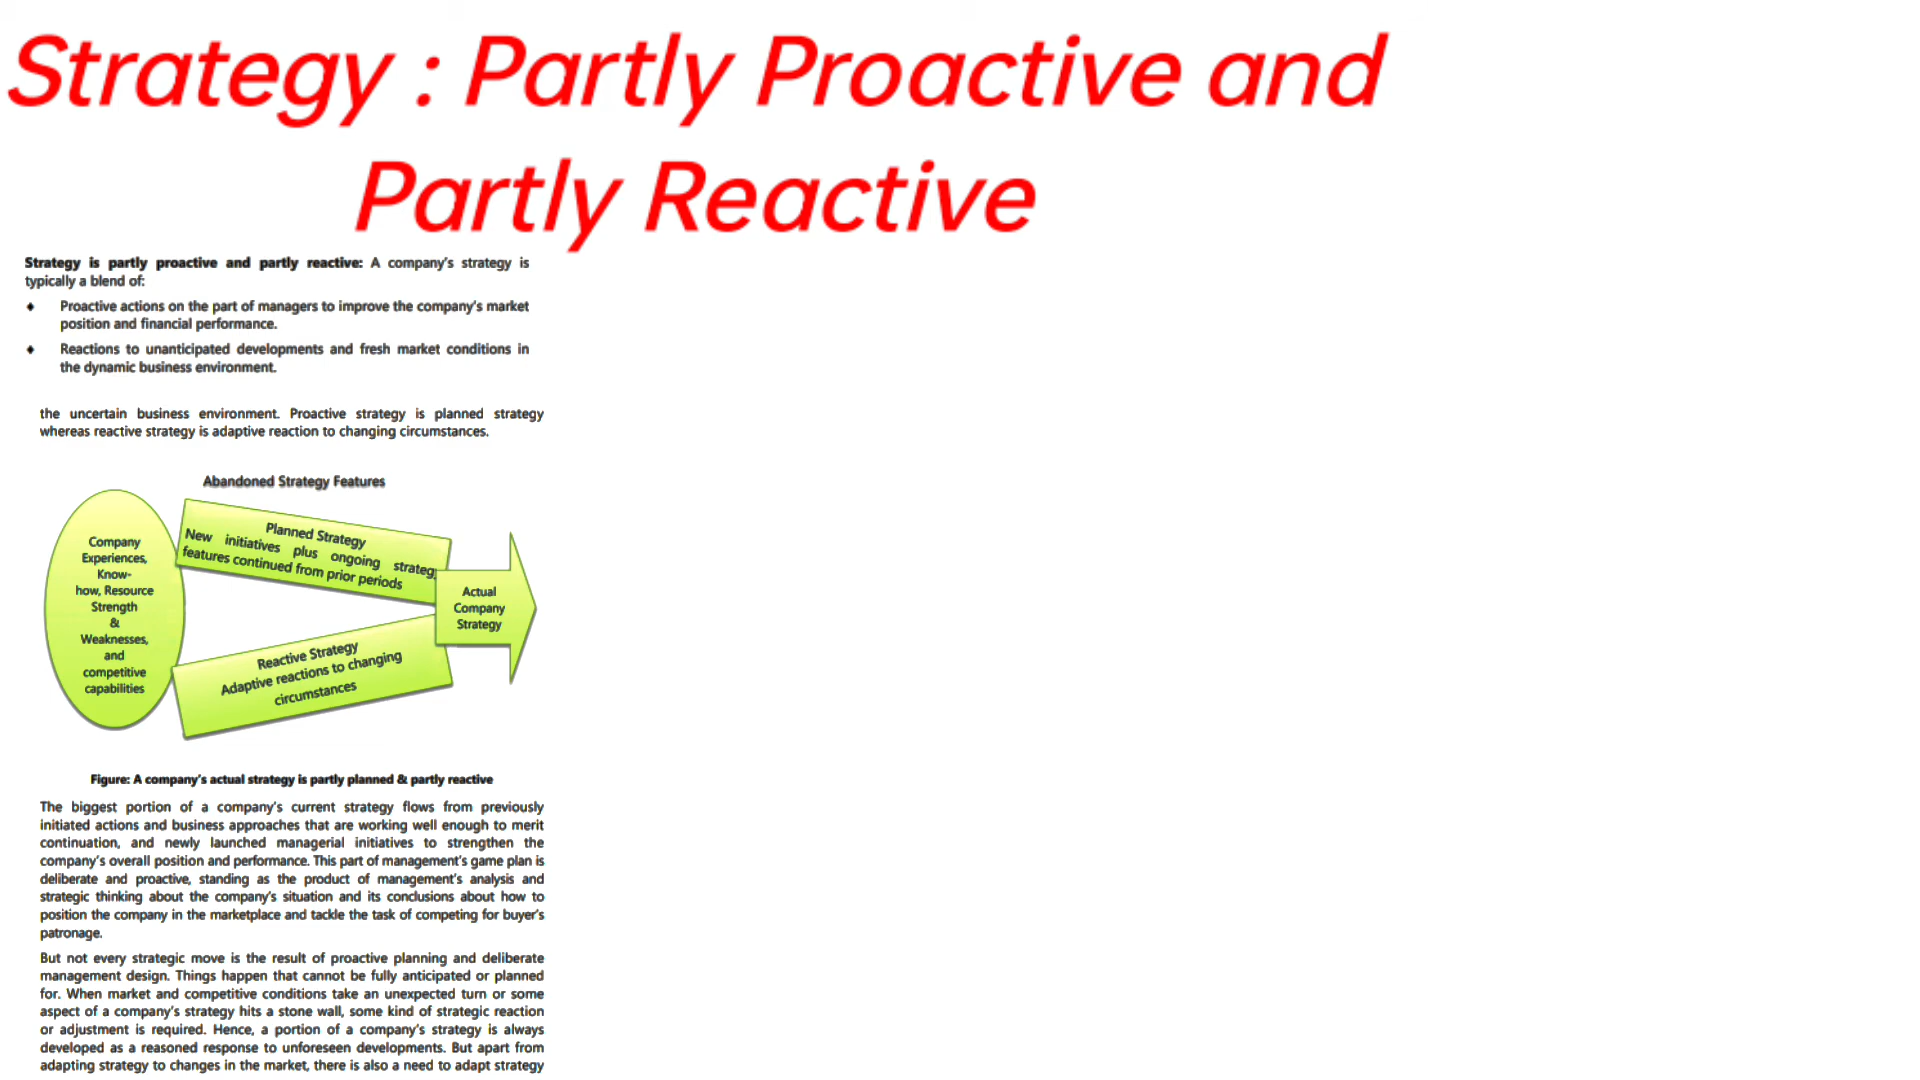 Strategy : Partly Proactive and
Partly Reactive
Strategy is partly proactive and partly reactive: A company's strategy is
typically a blend of:
♦ Proactive actions on the part of managers to improve the company's market
position and financial performance.
♦ Reactions to unanticipated developments and fresh market conditions in
the dynamic business environment.
the uncertain business environment. Proactive strategy is planned strategy
whereas reactive strategy is adaptive reaction to changing circumstances.
Abandoned Strategy Features
Company
Experiences,
Know-
how, Resource
Strength
&
Weaknesses,
and
competitive
capabilities
Planned Strategy
New initiatives plus ongoing strateg
features continued from prior periods
Reactive Strategy
Adaptive reactions to changing
circumstances
Actual
Company
Strategy
Figure: A company's actual strategy is partly planned & partly reactive
The biggest portion of a company's current strategy flows from previously
initiated actions and business approaches that are working well enough to merit
continuation, and newly launched managerial initiatives to strengthen the
company's overall position and performance. This part of management's game plan is
deliberate and proactive, standing as the product of management's analysis and
strategic thinking about the company's situation and its conclusions about how to
position the company in the marketplace and tackle the task of competing for buyer's
patronage.
But not every strategic move is the result of proactive planning and deliberate
management design. Things happen that cannot be fully anticipated or planned
for. When market and competitive conditions take an unexpected turn or some
aspect of a company's strategy hits a stone wall, some kind of strategic reaction
or adjustment is required. Hence, a portion of a company's strategy is always
developed as a reasoned response to unforeseen developments. But apart from
adapting strategy to changes in the market, there is also a need to adapt strategy